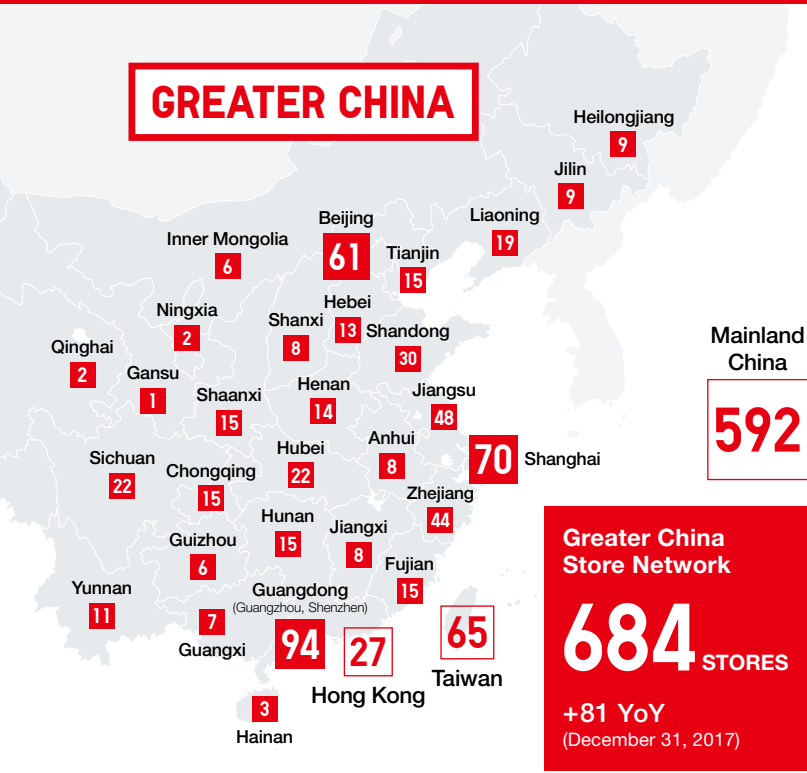 GREATER CHINA
Heilongjiang
9
Jilin
9
Liaoning
19
Beijing
61
Tianjin
15
Inner Mongolia
6
Hebei
13
Shandong
30
Shanxi
8
Ningxia
2
Qinghai
2
Gansu
1
Shaanxi
15
Henan
14
Jiangsu
48
Mainland
China
592
Anhui
8
70 Shanghai
Hubei
22
Sichuan
22
Chongqing
15
Zhejiang
44
Hunan
15
Jiangxi
8
Guizhou
6
Fujian
15
Yunnan
11
7
Guangxi
Guangdong
(Guangzhou, Shenzhen)
94
27
Hong Kong
65
Taiwan
3
Hainan
Greater China
Store Network
684 STORES
+81 YoY
(December 31, 2017)